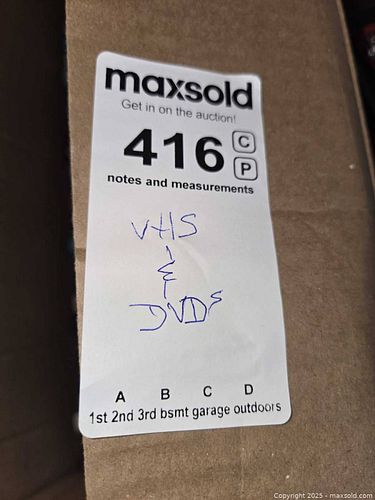 maxsold
Get in on the auction!
416 C
P
notes and measurements
VHS
&
DVDs
A B C D
1st 2nd 3rd bsmt garage outdoors
Copyright 2025 - maxsold.com